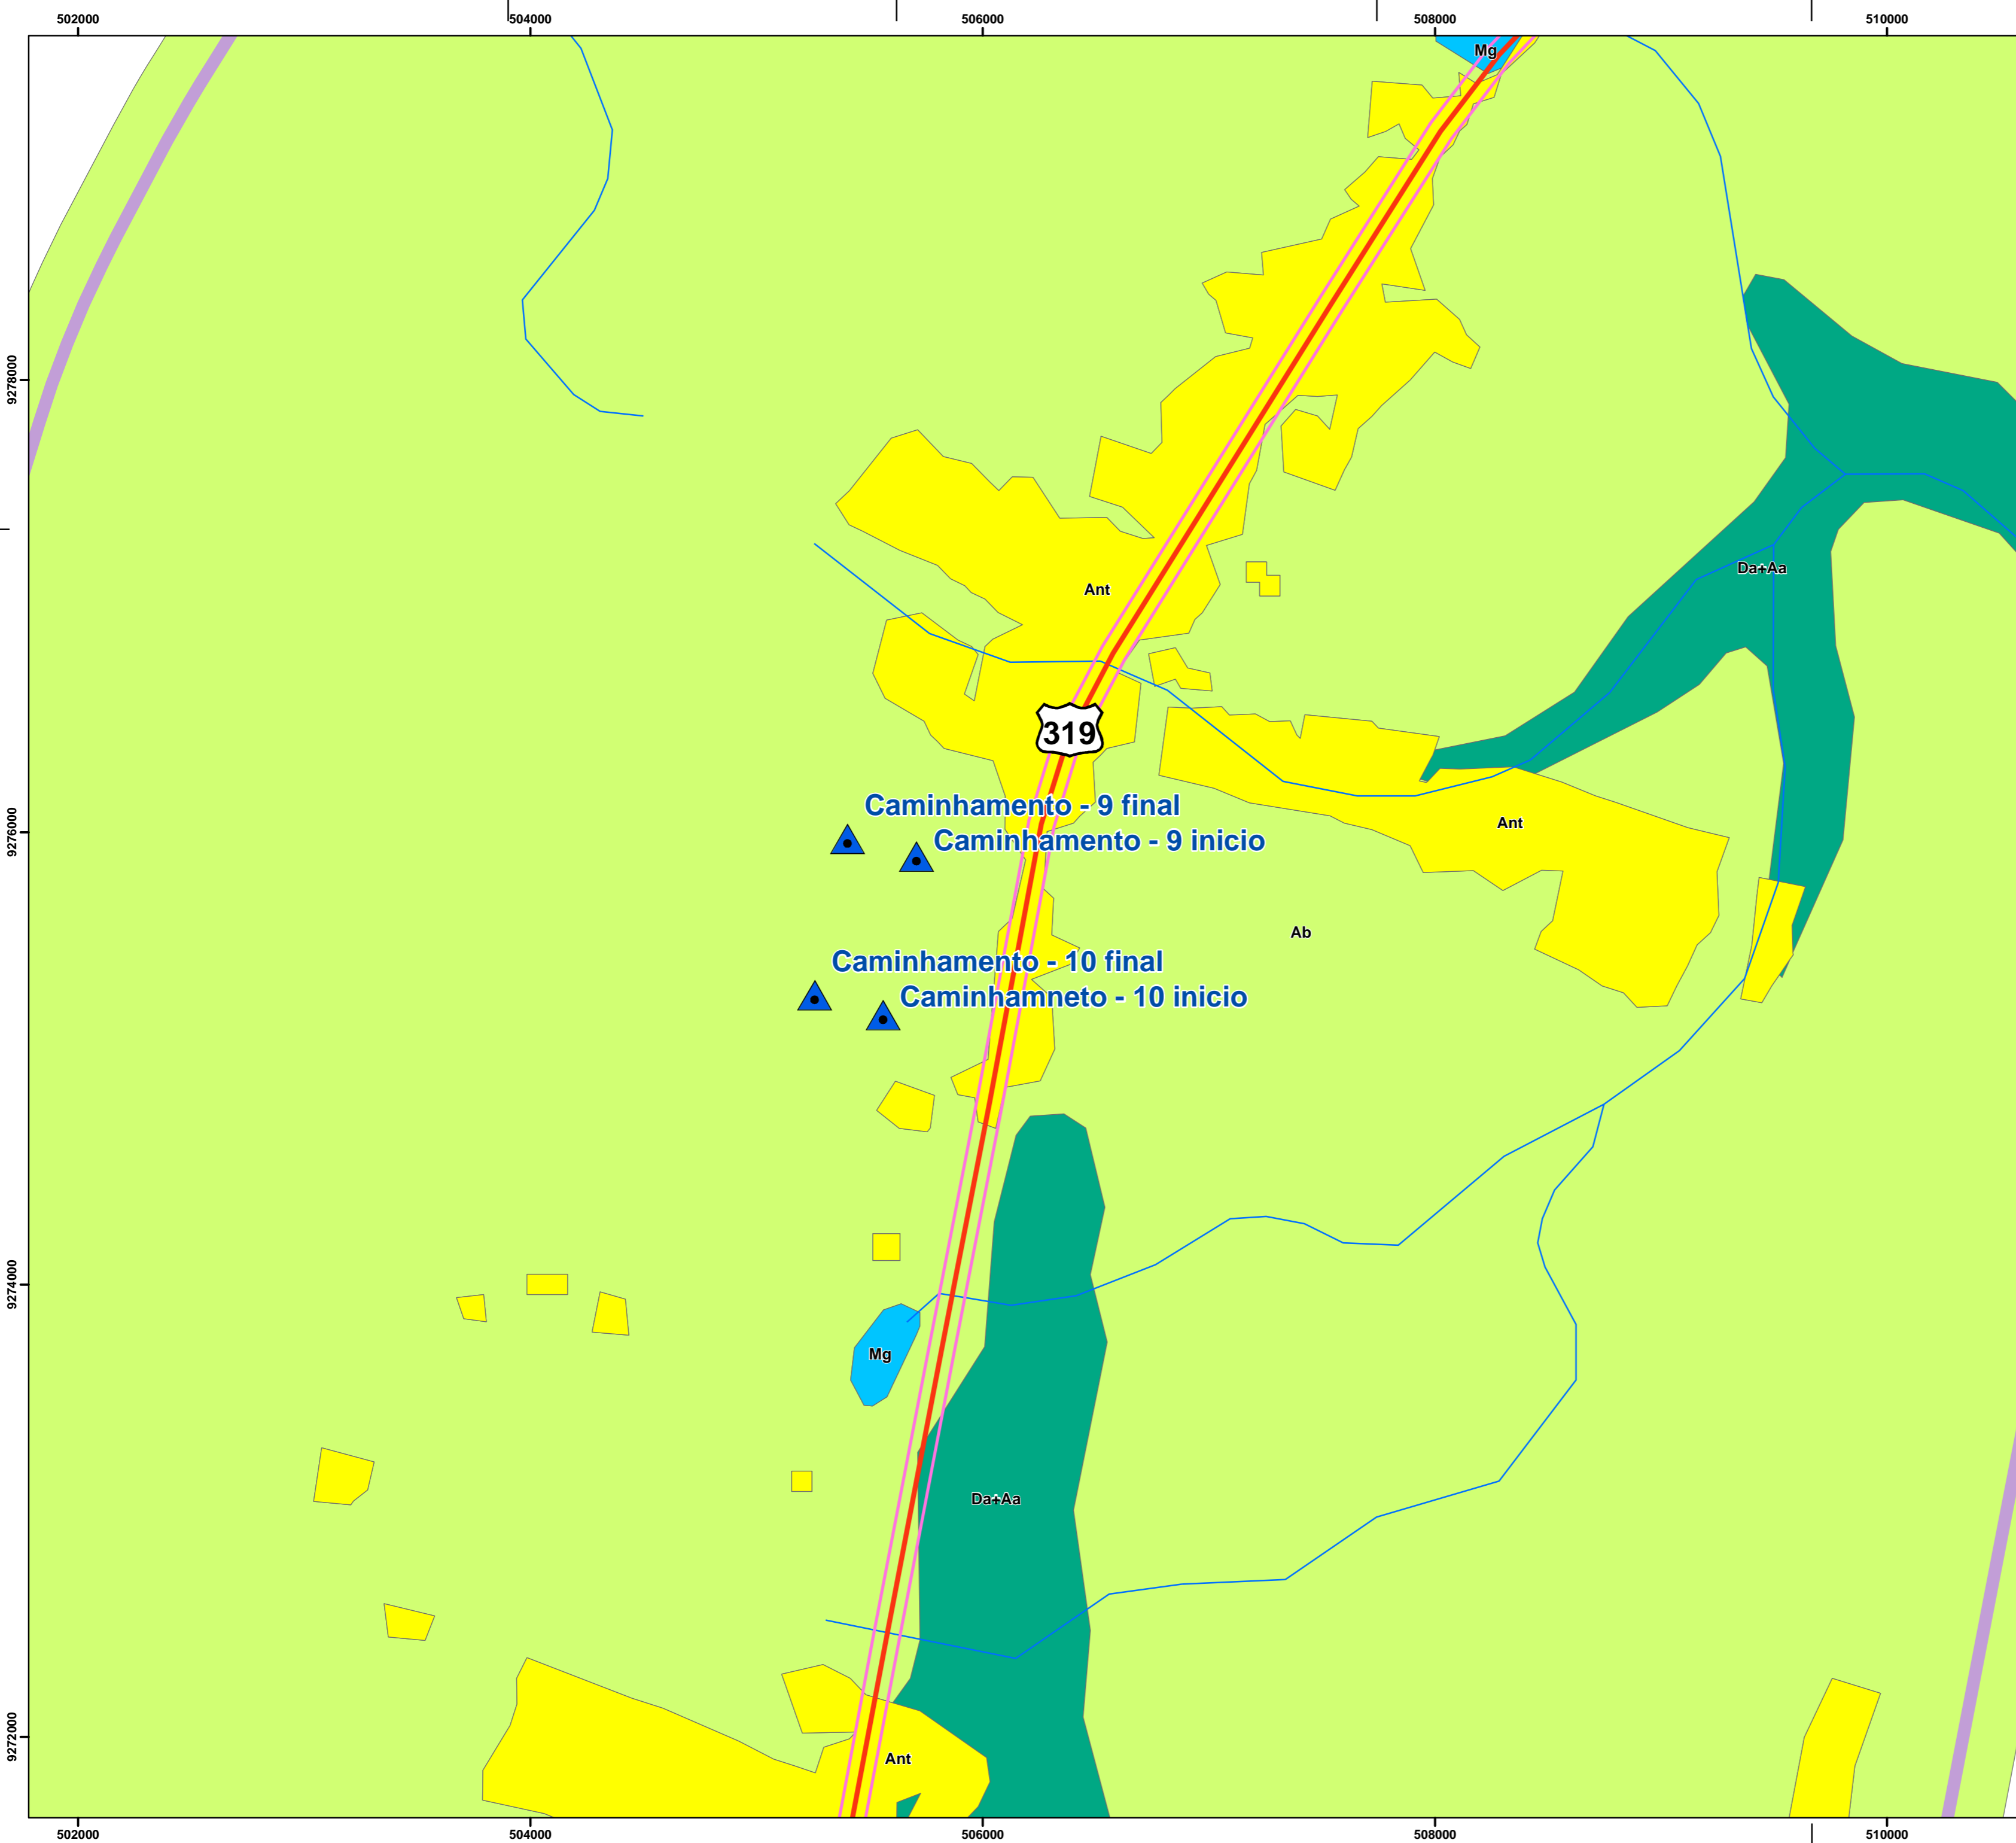 502000 504000 506000 508000 510000
Mg
9278000
Da+Aa
Ant
319
Caminhamento - 9 final
Ant
9276000
Caminhamento - 9 inicio
Ab
Caminhamento - 10 final
Caminhamneto - 10 inicio
9274000
Mg
Da+Aa
9272000
Ant
502000 504000 506000 508000 510000